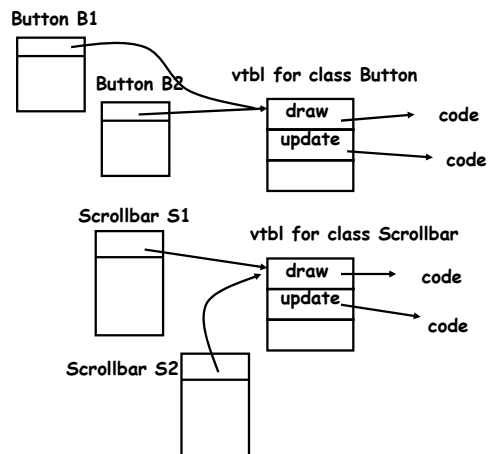 Button B1
Button B2
vtbl for class Button
draw
code
update
code
Scrollbar S1
vtbl for class Scrollbar
draw
code
update
code
Scrollbar S2